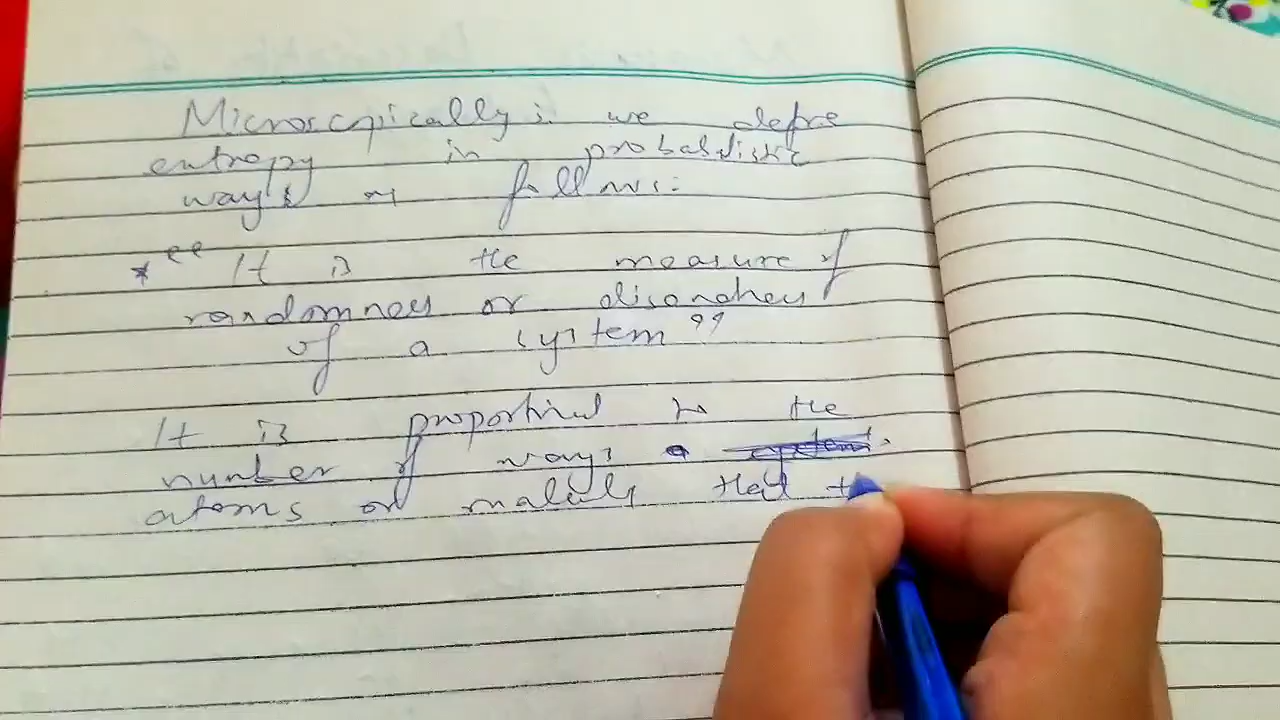 Microscopically we define
entropy in probabilistic
ways as follows:
* “ It is the measure of
randomness or disorderness
of a system ”
It is proportional to the
number of ways
atoms or that